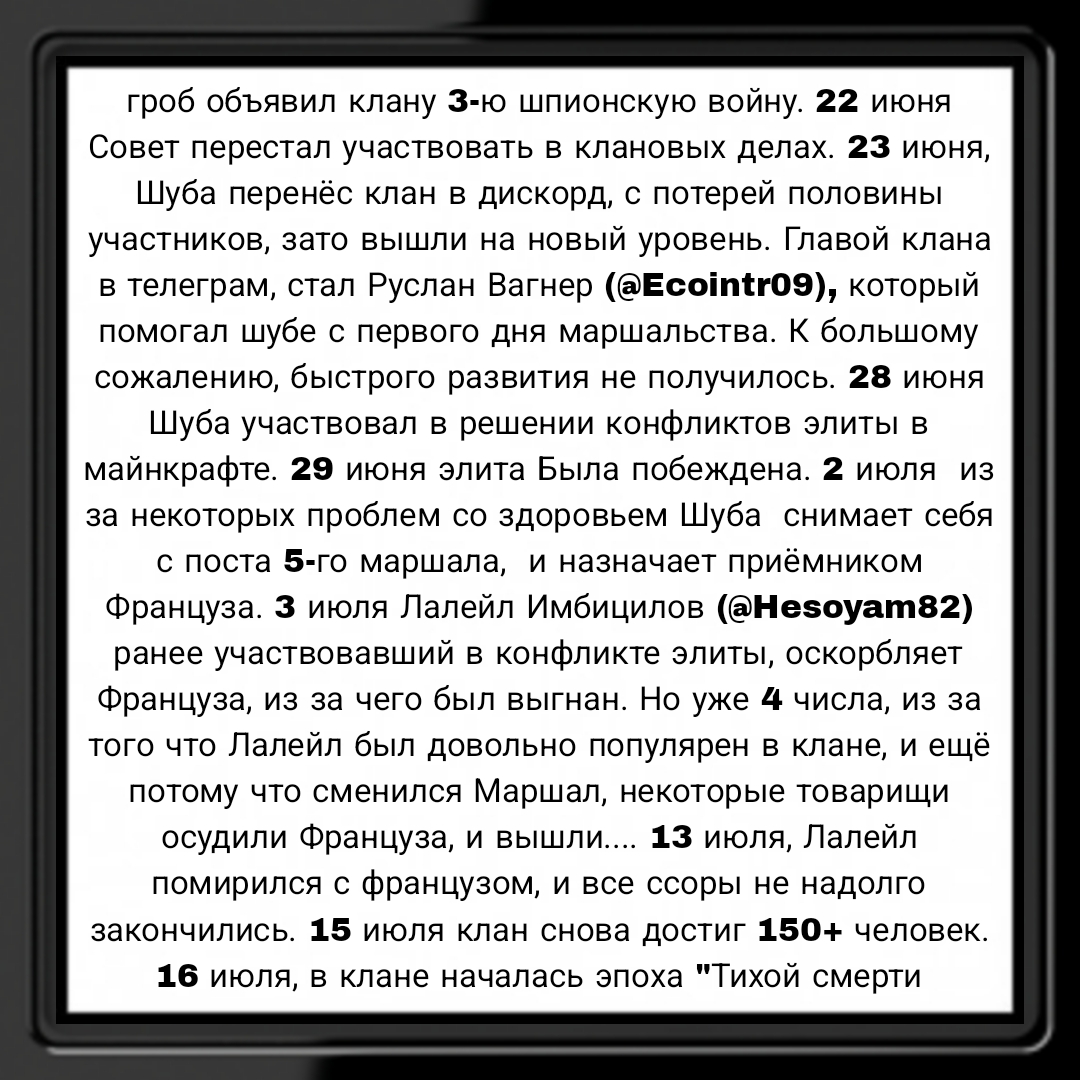 гроб объявил клану 3-ю шпионскую войну. 22 июня
Совет перестал участвовать в клановых делах. 23 июня,
Шуба перенёс клан в дискорд, с потерей половины
участников, зато вышли на новый уровень. Главой клана
в телеграм, стал Руслан Вагнер (@Ecointr09), который
помогал шубе с первого дня маршальства. К большому
сожалению, быстрого развития не получилось. 28 июня
Шуба участвовал в решении конфликтов элиты в
майнкрафте. 29 июня элита Была побеждена. 2 июля  из
за некоторых проблем со здоровьем Шуба  снимает себя
с поста 5-го маршала,  и назначает приёмником
Француза. 3 июля Лалейл Имбицилов (@Hesoyam82)
ранее участвовавший в конфликте элиты, оскорбляет
Француза, из за чего был выгнан. Но уже 4 числа, из за
того что Лалейл был довольно популярен в клане, и ещё
потому что сменился Маршал, некоторые товарищи
осудили Француза, и вышли.... 13 июля, Лалейл
помирился с французом, и все ссоры не надолго
закончились. 15 июля клан снова достиг 150+ человек.
16 июля, в клане началась эпоха "Тихой смерти